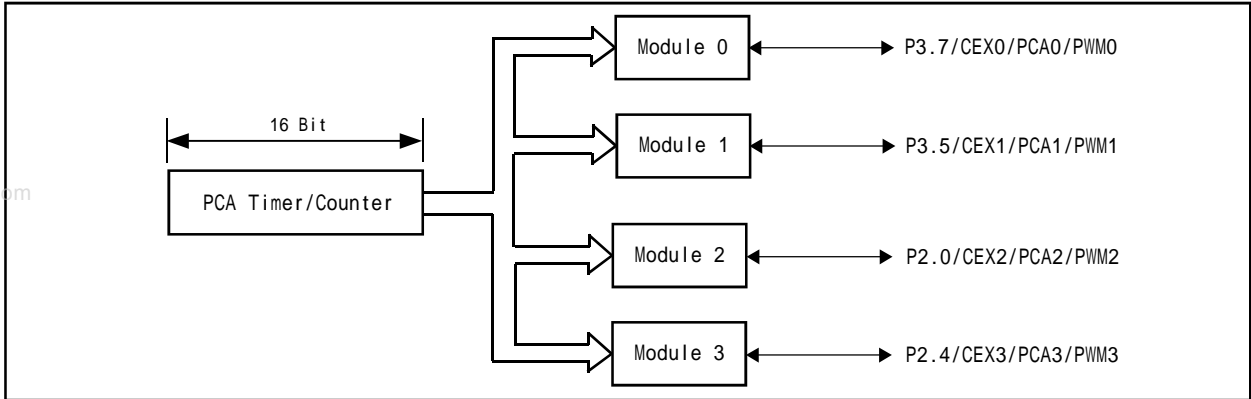 Module 0
P3.7/CEX0/PCA0/PWM0
16 Bit
Module 1
P3.5/CEX1/PCA1/PWM1
om
PCA Timer/Counter
Module 2
P2.0/CEX2/PCA2/PWM2
Module 3
P2.4/CEX3/PCA3/PWM3